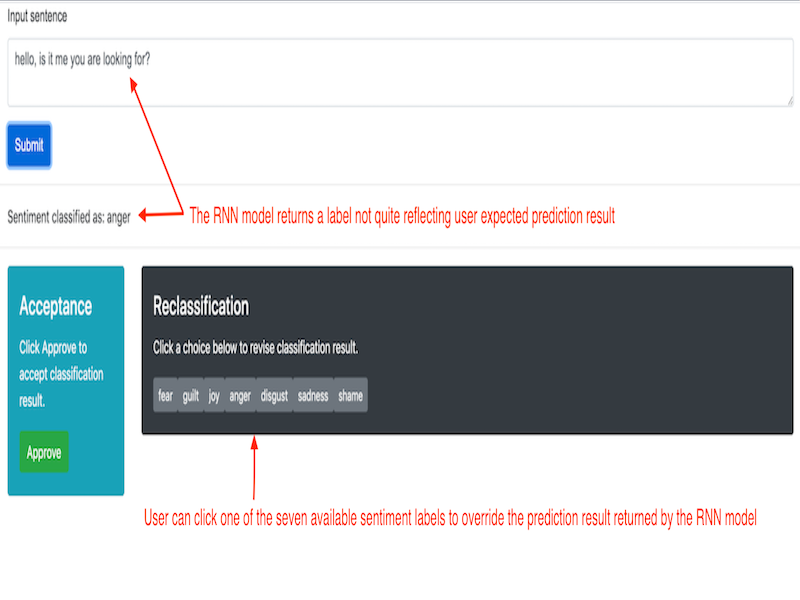 Input sentence
hello, is it me you are looking for?
Submit
Sentiment classified as: anger
The RNN model returns a label not quite reflecting user expected prediction result
Acceptance
Click Approve to
accept classification
result.
Approve
Reclassification
Click a choice below to revise classification result.
fear guilt joy anger disgust sadness shame
User can click one of the seven available sentiment labels to override the prediction result returned by the RNN model